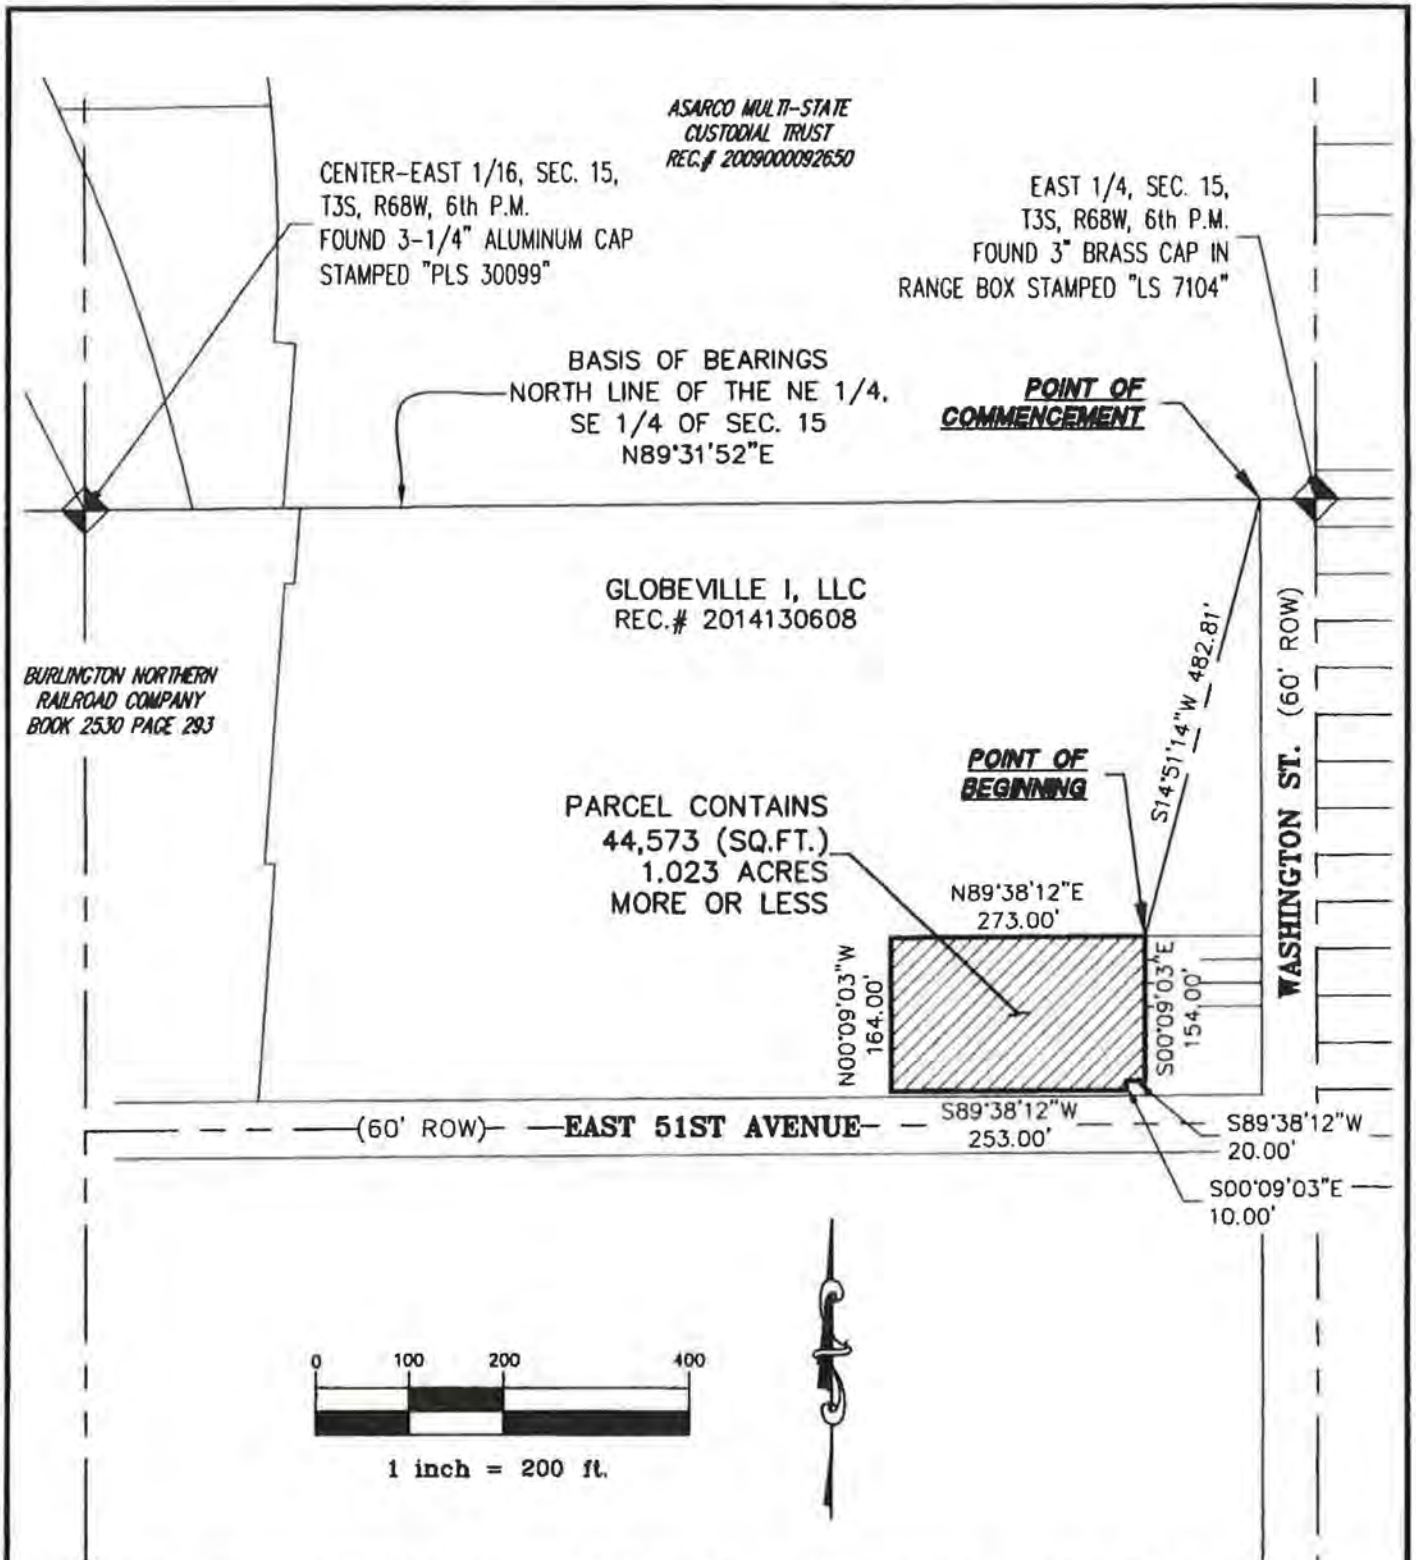 ASARCO MULTI-STATE
CUSTODIAL TRUST
REC.# 2009000092650
CENTER-EAST 1/16, SEC. 15,
T3S, R68W, 6th P.M.
FOUND 3-1/4" ALUMINUM CAP
STAMPED "PLS 30099"
EAST 1/4, SEC. 15,
T3S, R68W, 6th P.M.
FOUND 3" BRASS CAP IN
RANGE BOX STAMPED "LS 7104"
BASIS OF BEARINGS
NORTH LINE OF THE NE 1/4,
SE 1/4 OF SEC. 15
N89°31'52"E
POINT OF
COMMENCEMENT
GLOBEVILLE I, LLC
REC.# 2014130608
BURLINGTON NORTHERN
RAILROAD COMPANY
BOOK 2530 PAGE 293
S14°51'14"W 482.81'
WASHINGTON ST. (60' ROW)
POINT OF
BEGINNING
PARCEL CONTAINS
44,573 (SQ.FT.)
1.023 ACRES
MORE OR LESS
N89°38'12"E
273.00'
N00°09'03"W
164.00'
S00°09'03"E
154.00'
(60' ROW) EAST 51ST AVENUE
S89°38'12"W
253.00'
S89°38'12"W
20.00'
S00°09'03"E
10.00'
0 100 200 400
1 inch = 200 ft.